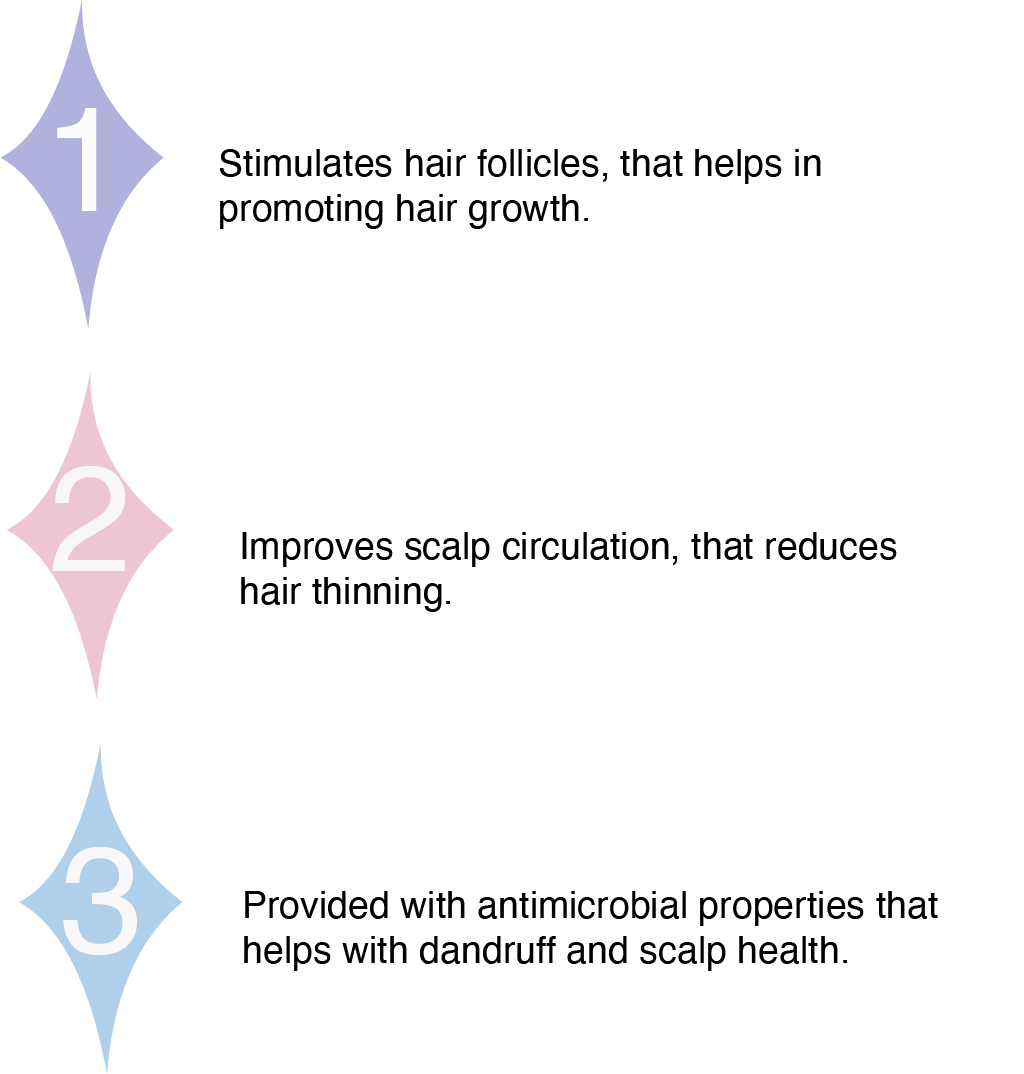 1
Stimulates hair follicles, that helps in
promoting hair growth.
2
Improves scalp circulation, that reduces
hair thinning.
3
Provided with antimicrobial properties that
helps with dandruff and scalp health.